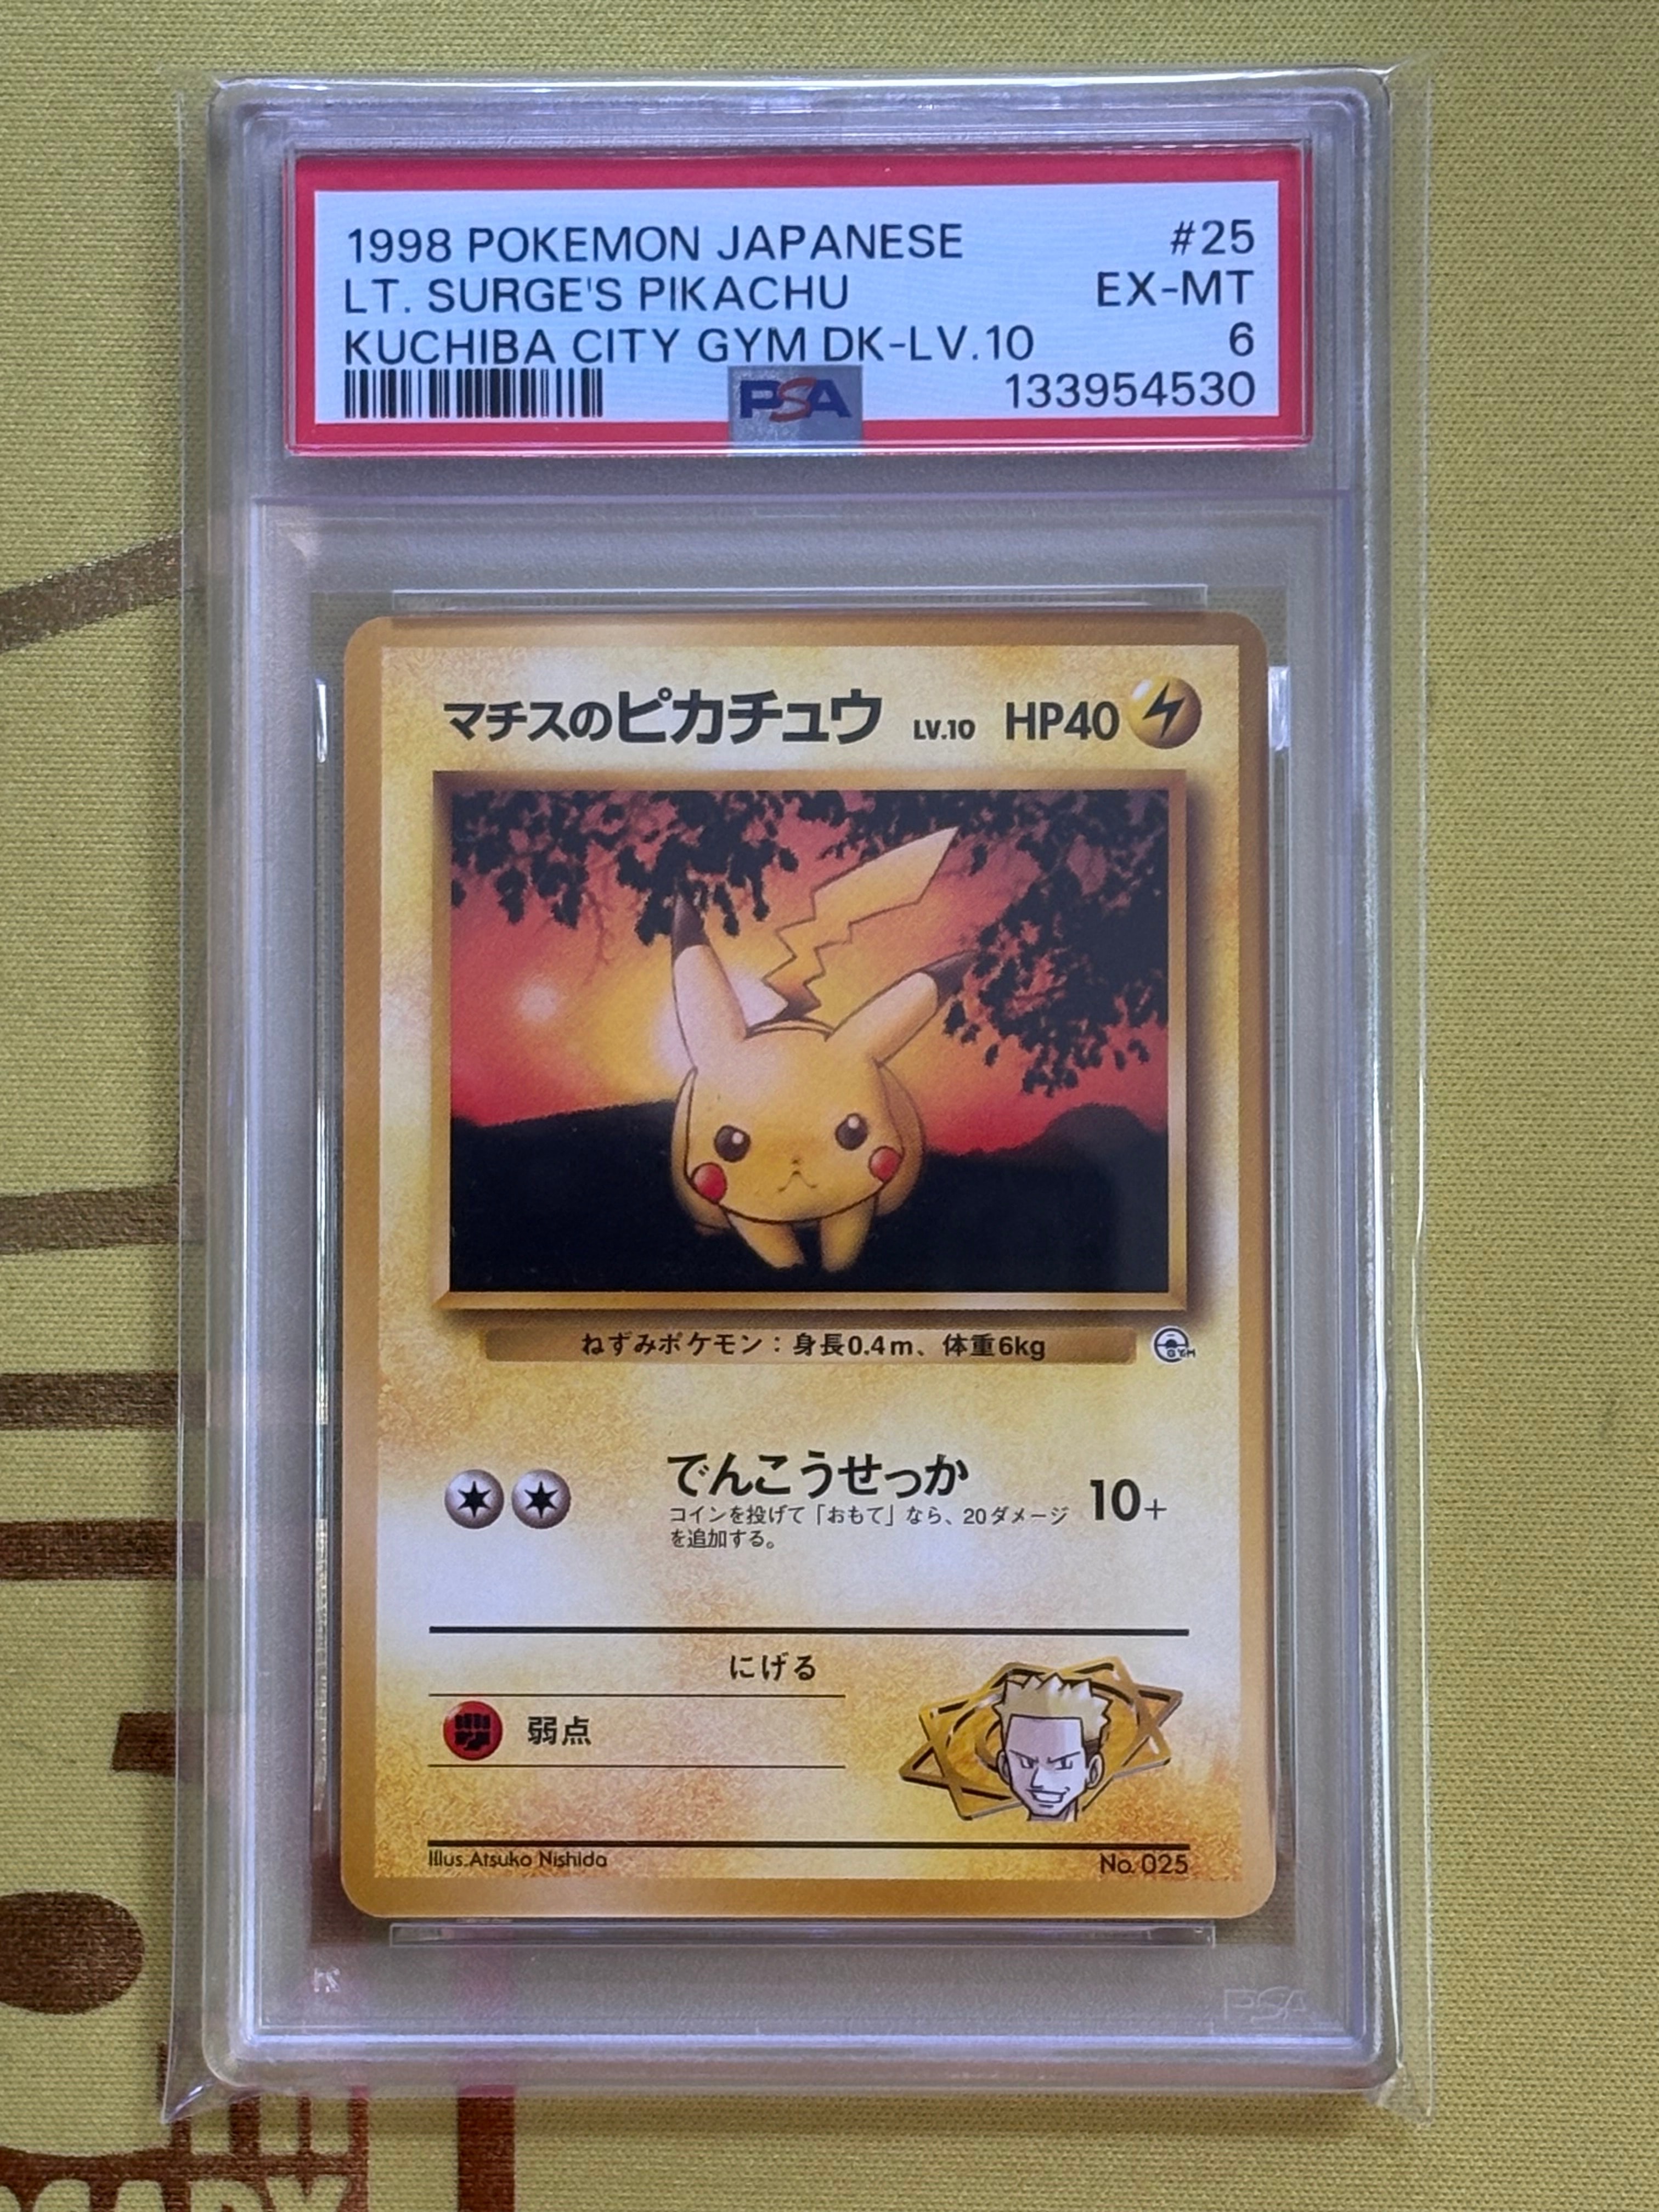 1998 POKEMON JAPANESE #25
LT. SURGE'S PIKACHU EX-MT
KUCHIBA CITY GYM DK-LV.10 6
PSA 133954530
マチスのピカチュウ LV.10 HP40
ねずみポケモン：身長0.4m、体重6kg GYM
でんこうせっか 10+
コインを投げて「おもて」なら、20ダメージ
を追加する。
にげる
弱点
Illus.Atsuko Nishida No. 025
PSA